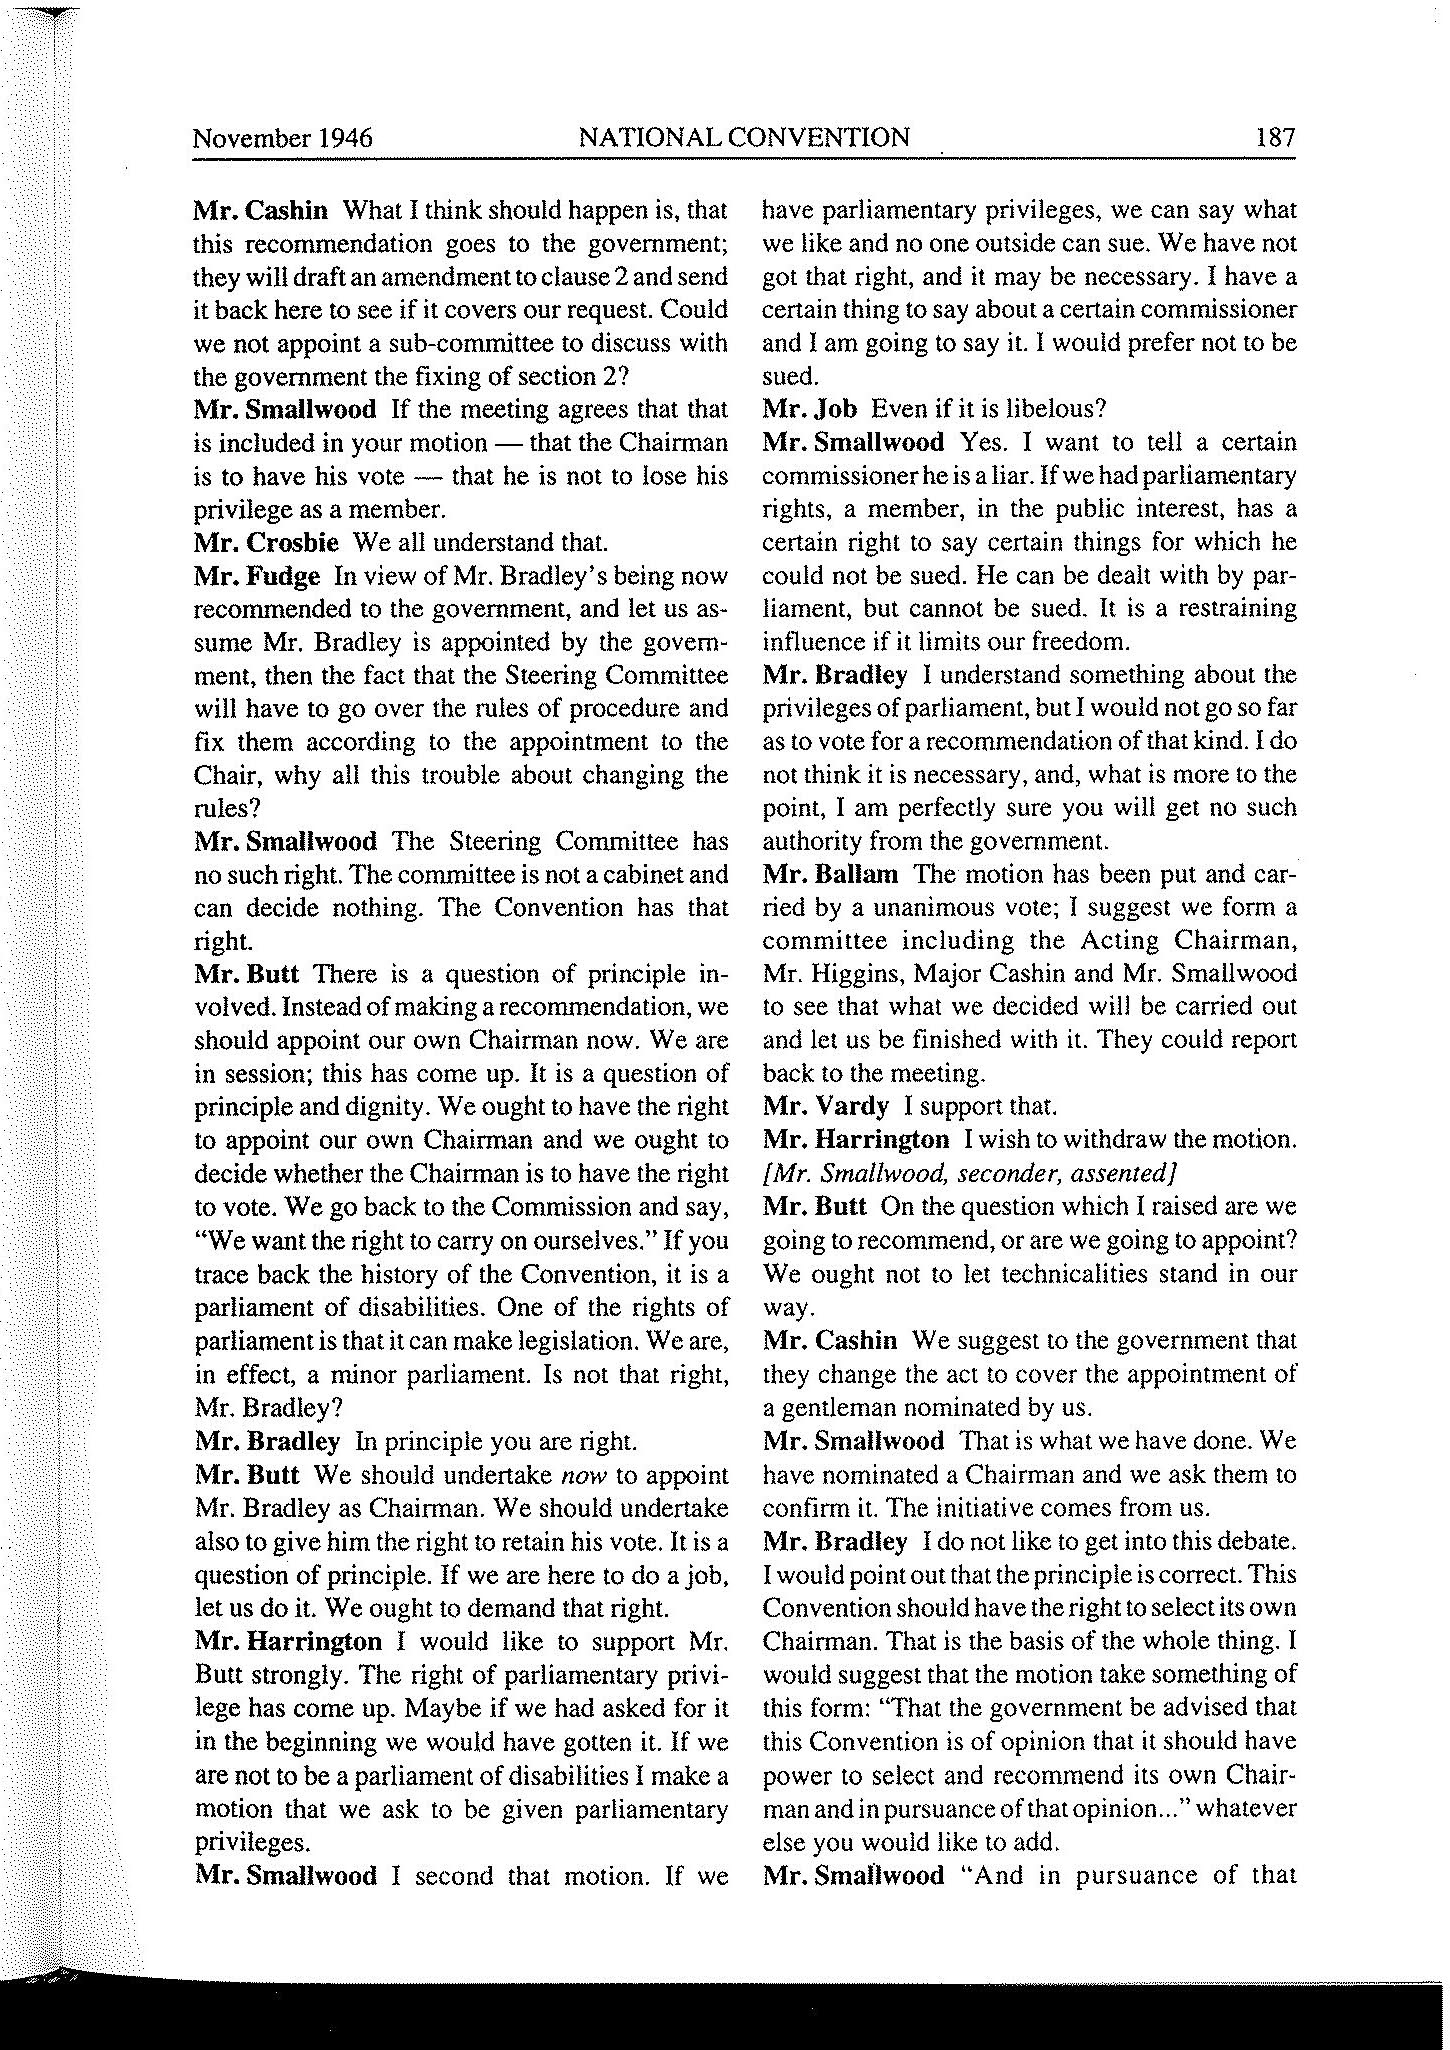 November 1946 NATIONAL CONVENTION 187
Mr. Cashin What I think should happen is, that
this recommendation goes to the government;
they will draft an amendment to clause 2 and send
it back here to see if it covers our request. Could
we not appoint a sub-committee to discuss with
the government the fixing of section 2?
Mr. Smallwood If the meeting agrees that that
is included in your motion — that the Chairman
is to have his vote — that he is not to lose his
privilege as a member.
Mr. Crosbie We all understand that.
Mr. Fudge In view of Mr. Bradley's being now
recommended to the government, and let us as-
sume Mr. Bradley is appointed by the govern-
ment, then the fact that the Steering Committee
will have to go over the rules of procedure and
fix them according to the appointment to the
Chair, why all this trouble about changing the
rules?
Mr. Smallwood The Steering Committee has
no such right. The committee is not a cabinet and
can decide nothing. The Convention has that
right.
Mr. Butt There is a question of principle in-
volved. Instead of making a recommendation, we
should appoint our own Chairman now. We are
in session; this has come up. It is a question of
principle and dignity. We ought to have the right
to appoint our own Chairman and we ought to
decide whether the Chairman is to have the right
to vote. We go back to the Commission and say,
"We want the right to carry on ourselves." If you
trace back the history of the Convention, it is a
parliament of disabilities. One of the rights of
parliament is that it can make legislation. We are,
in effect, a minor parliament. Is not that right,
Mr. Bradley?
Mr. Bradley In principle you are right.
Mr. Butt We should undertake now to appoint
Mr. Bradley as Chairman. We should undertake
also to give him the right to retain his vote. It is a
question of principle. If we are here to do a job,
let us do it. We ought to demand that right.
Mr. Harrington I would like to support Mr.
Butt strongly. The right of parliamentary privi-
lege has come up. Maybe if we had asked for it
in the beginning we would have gotten it. If we
are not to be a parliament of disabilities I make a
motion that we ask to be given parliamentary
privileges.
Mr. Smallwood I second that motion. If we
have parliamentary privileges, we can say what
we like and no one outside can sue. We have not
got that right, and it may be necessary. I have a
certain thing to say about a certain commissioner
and I am going to say it. I would prefer not to be
sued.
Mr. Job Even if it is libelous?
Mr. Smallwood Yes. I want to tell a certain
commissioner he is a liar. If we had parliamentary
rights, a member, in the public interest, has a
certain right to say certain things for which he
could not be sued. He can be dealt with by par-
liament, but cannot be sued. It is a restraining
influence if it limits our freedom.
Mr. Bradley I understand something about the
privileges of parliament, but I would not go so far
as to vote for a recommendation of that kind. I do
not think it is necessary, and, what is more to the
point, I am perfectly sure you will get no such
authority from the government.
Mr. Ballam The motion has been put and car-
ried by a unanimous vote; I suggest we form a
committee including the Acting Chairman,
Mr. Higgins, Major Cashin and Mr. Smallwood
to see that what we decided will be carried out
and let us be finished with it. They could report
back to the meeting.
Mr. Vardy I support that.
Mr. Harrington I wish to withdraw the motion.
[Mr. Smallwood, seconder, assented]
Mr. Butt On the question which I raised are we
going to recommend, or are we going to appoint?
We ought not to let technicalities stand in our
way.
Mr. Cashin We suggest to the government that
they change the act to cover the appointment of
a gentleman nominated by us.
Mr. Smallwood That is what we have done. We
have nominated a Chairman and we ask them to
confirm it. The initiative comes from us.
Mr. Bradley I do not like to get into this debate.
I would point out that the principle is correct. This
Convention should have the right to select its own
Chairman. That is the basis of the whole thing. I
would suggest that the motion take something of
this form: "That the government be advised that
this Convention is of opinion that it should have
power to select and recommend its own Chair-
man and in pursuance of that opinion..." whatever
else you would like to add.
Mr. Smallwood "And in pursuance of that